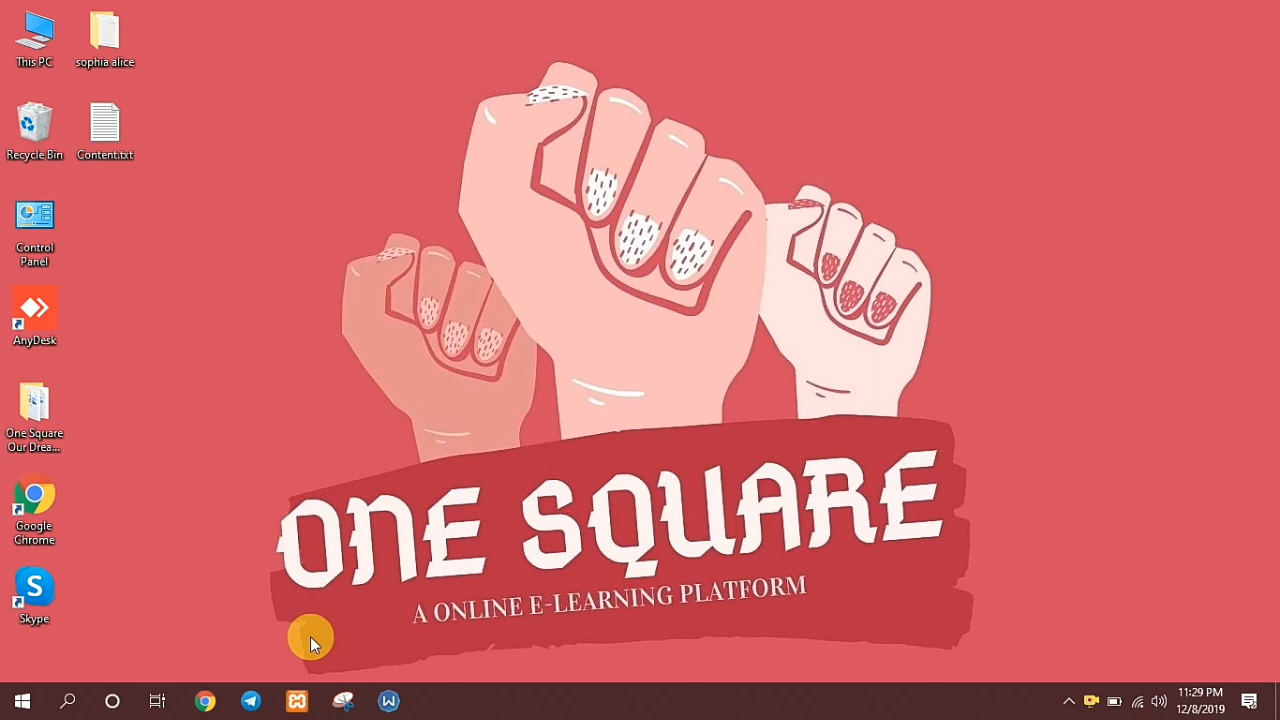 This PC
sophia alice
Recycle Bin
Content.txt
Control
Panel
AnyDesk
One Square
Our Drea...
Google
Chrome
S
Skype
ONE SQUARE
A ONLINE E-LEARNING PLATFORM
W
11:29 PM
12/8/2019